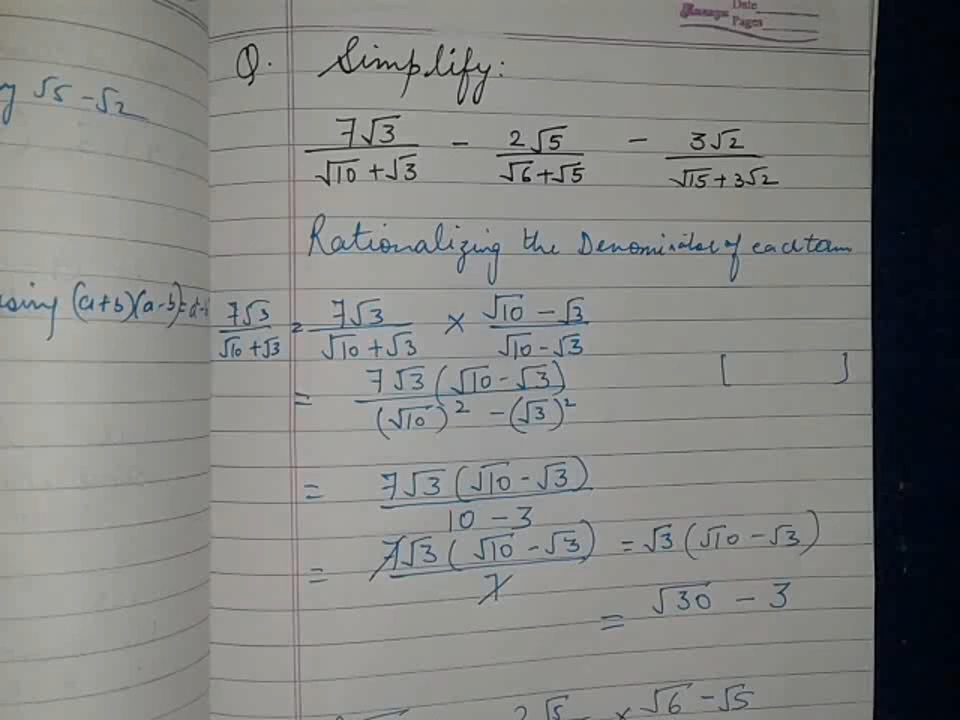 Date
Pages
Q. Simplify:
√5 - √2
7√3/(√10 + √3) - 2√5/(√6 + √5) - 3√2/(√15 + 3√2)
Rationalizing the Denominator of each term
(a+b)(a-b)=
7√3/(√10 + √3) = 7√3/(√10 + √3) × (√10 - √3)/(√10 - √3)
= 7√3(√10 - √3)/((√10)² - (√3)²) [ ]
= 7√3(√10 - √3)/(10 - 3)
= 7√3(√10 - √3)/7 = √3(√10 - √3)
= √30 - 3
2√5 × √6 - √5